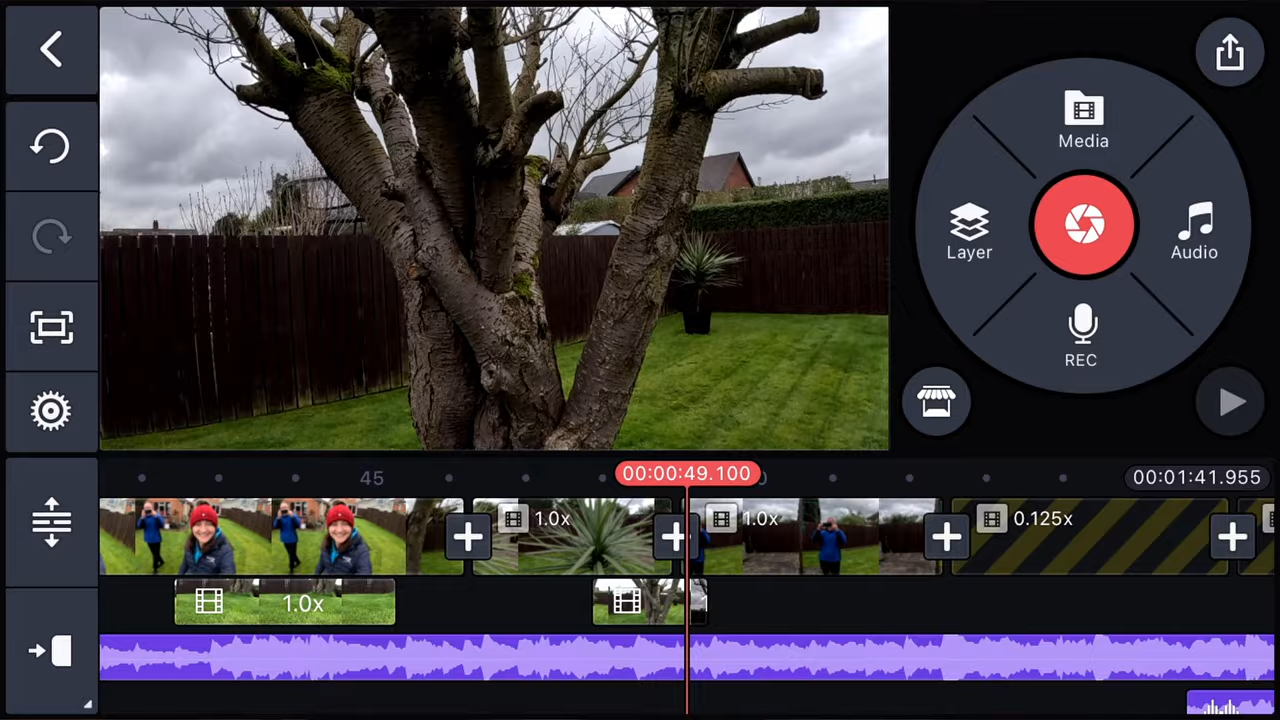 Media
Layer
Audio
REC
45
00:00:49.100
00:01:41.955
1.0x
1.0x
0.125x
1.0x